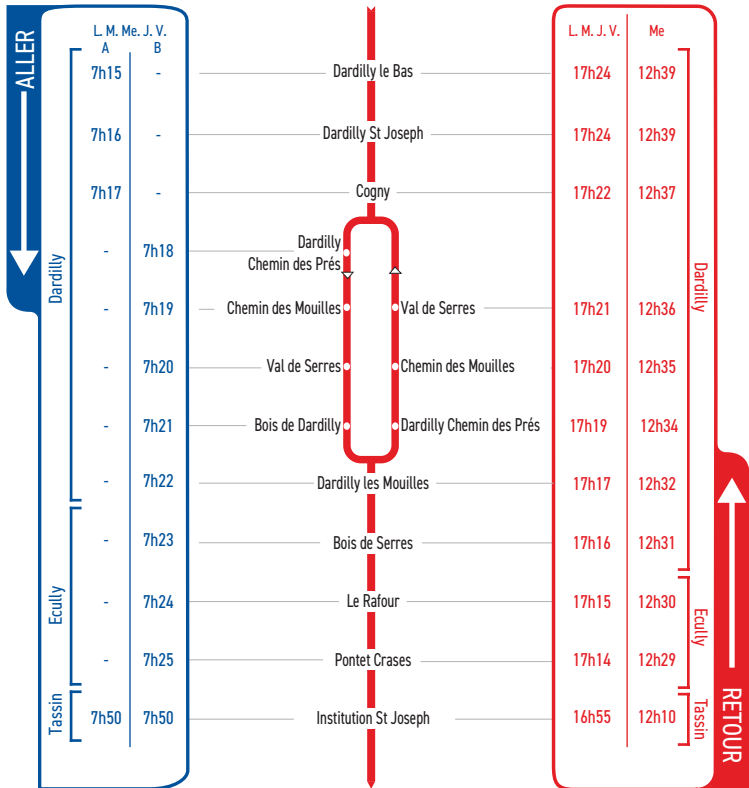 ALLER
L. M. Me. J. V.
A B
L. M. J. V. Me
7h15 - Dardilly le Bas 17h24 12h39
7h16 - Dardilly St Joseph 17h24 12h39
7h17 - Cogny 17h22 12h37
- 7h18 Dardilly
Chemin des Prés
- 7h19 Chemin des Mouilles Val de Serres 17h21 12h36
- 7h20 Val de Serres Chemin des Mouilles 17h20 12h35
- 7h21 Bois de Dardilly Dardilly Chemin des Prés 17h19 12h34
- 7h22 Dardilly les Mouilles 17h17 12h32
- 7h23 Bois de Serres 17h16 12h31
- 7h24 Le Rafour 17h15 12h30
- 7h25 Pontet Crases 17h14 12h29
7h50 7h50 Institution St Joseph 16h55 12h10
Dardilly
Ecully
Tassin
Dardilly
Ecully
Tassin
RETOUR